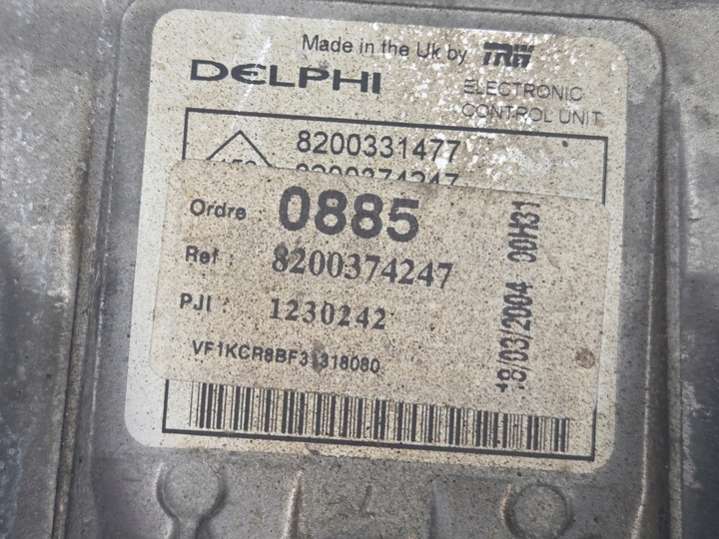 Made in the Uk by TRW
DELPHI
ELECTRONIC
CONTROL UNIT
8200331477
8200374247
Ordre : 0885
Ref : 8200374247
PJI : 1230242
VF1KCR8BF31318080
18/03/2004 00H31